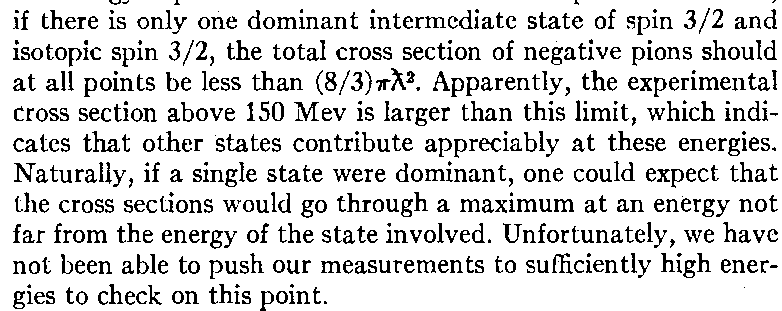 if there is only one dominant intermediate state of spin 3/2 and
isotopic spin 3/2, the total cross section of negative pions should
at all points be less than (8/3)πƛ². Apparently, the experimental
cross section above 150 Mev is larger than this limit, which indi-
cates that other states contribute appreciably at these energies.
Naturally, if a single state were dominant, one could expect that
the cross sections would go through a maximum at an energy not
far from the energy of the state involved. Unfortunately, we have
not been able to push our measurements to sufficiently high ener-
gies to check on this point.